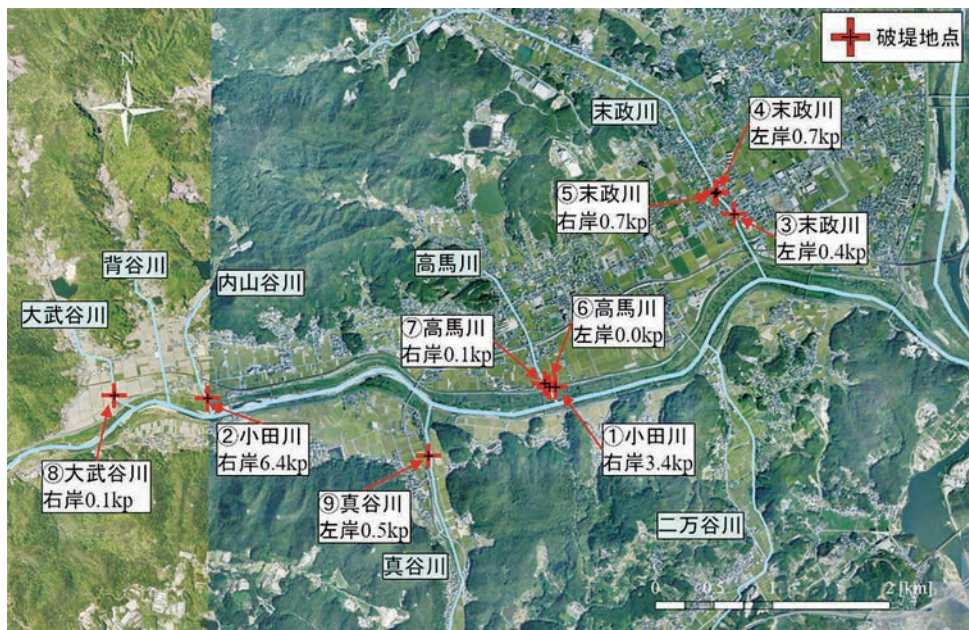 破堤地点
N
末政川
④末政川
左岸0.7kp
⑤末政川
右岸0.7kp
③末政川
左岸0.4kp
背谷川
内山谷川
大武谷川
高馬川
⑦高馬川
右岸0.1kp
⑥高馬川
左岸0.0kp
②小田川
右岸6.4kp
①小田川
右岸3.4kp
⑧大武谷川
右岸0.1kp
⑨真谷川
左岸0.5kp
真谷川
二万谷川
0 0.5 1 2 [km]